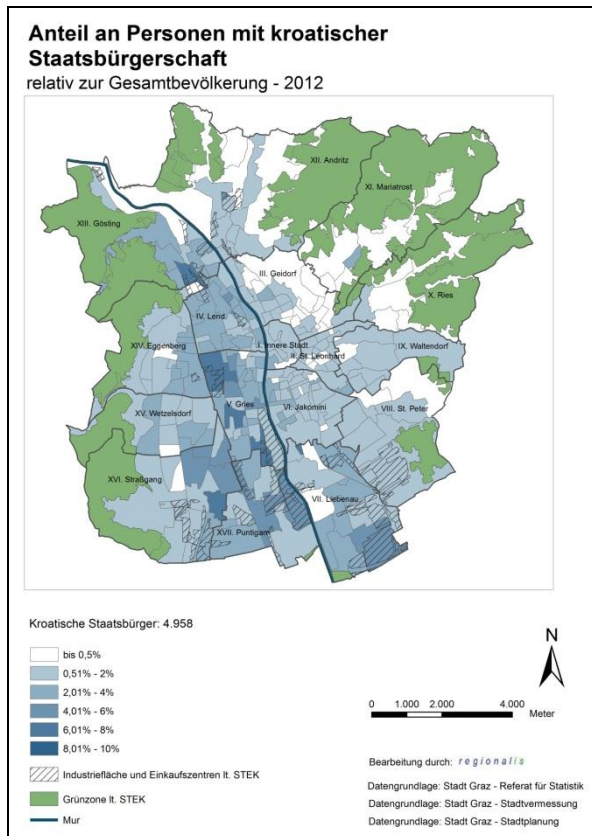 Anteil an Personen mit kroatischer
Staatsbürgerschaft
relativ zur Gesamtbevölkerung - 2012
XII. Andritz
XI. Mariatrost
XIII. Gösting
III. Geidorf
X. Ries
IV. Lend
I. Innere Stadt
IX. Waltendorf
XIV. Eggenberg
II. St. Leonhard
V. Gries
VI. Jakomini
VIII. St. Peter
XV. Wetzelsdorf
XVI. Straßgang
VII. Liebenau
XVII. Puntigam
Kroatische Staatsbürger: 4.958
bis 0,5%
0,51% - 2%
2,01% - 4%
4,01% - 6%
6,01% - 8%
8,01% - 10%
Industriefläche und Einkaufszentren lt. STEK
Grünzone lt. STEK
Mur
N
0 1.000 2.000 4.000
Meter
Bearbeitung durch: regionalis
Datengrundlage: Stadt Graz - Referat für Statistik
Datengrundlage: Stadt Graz - Stadtvermessung
Datengrundlage: Stadt Graz - Stadtplanung